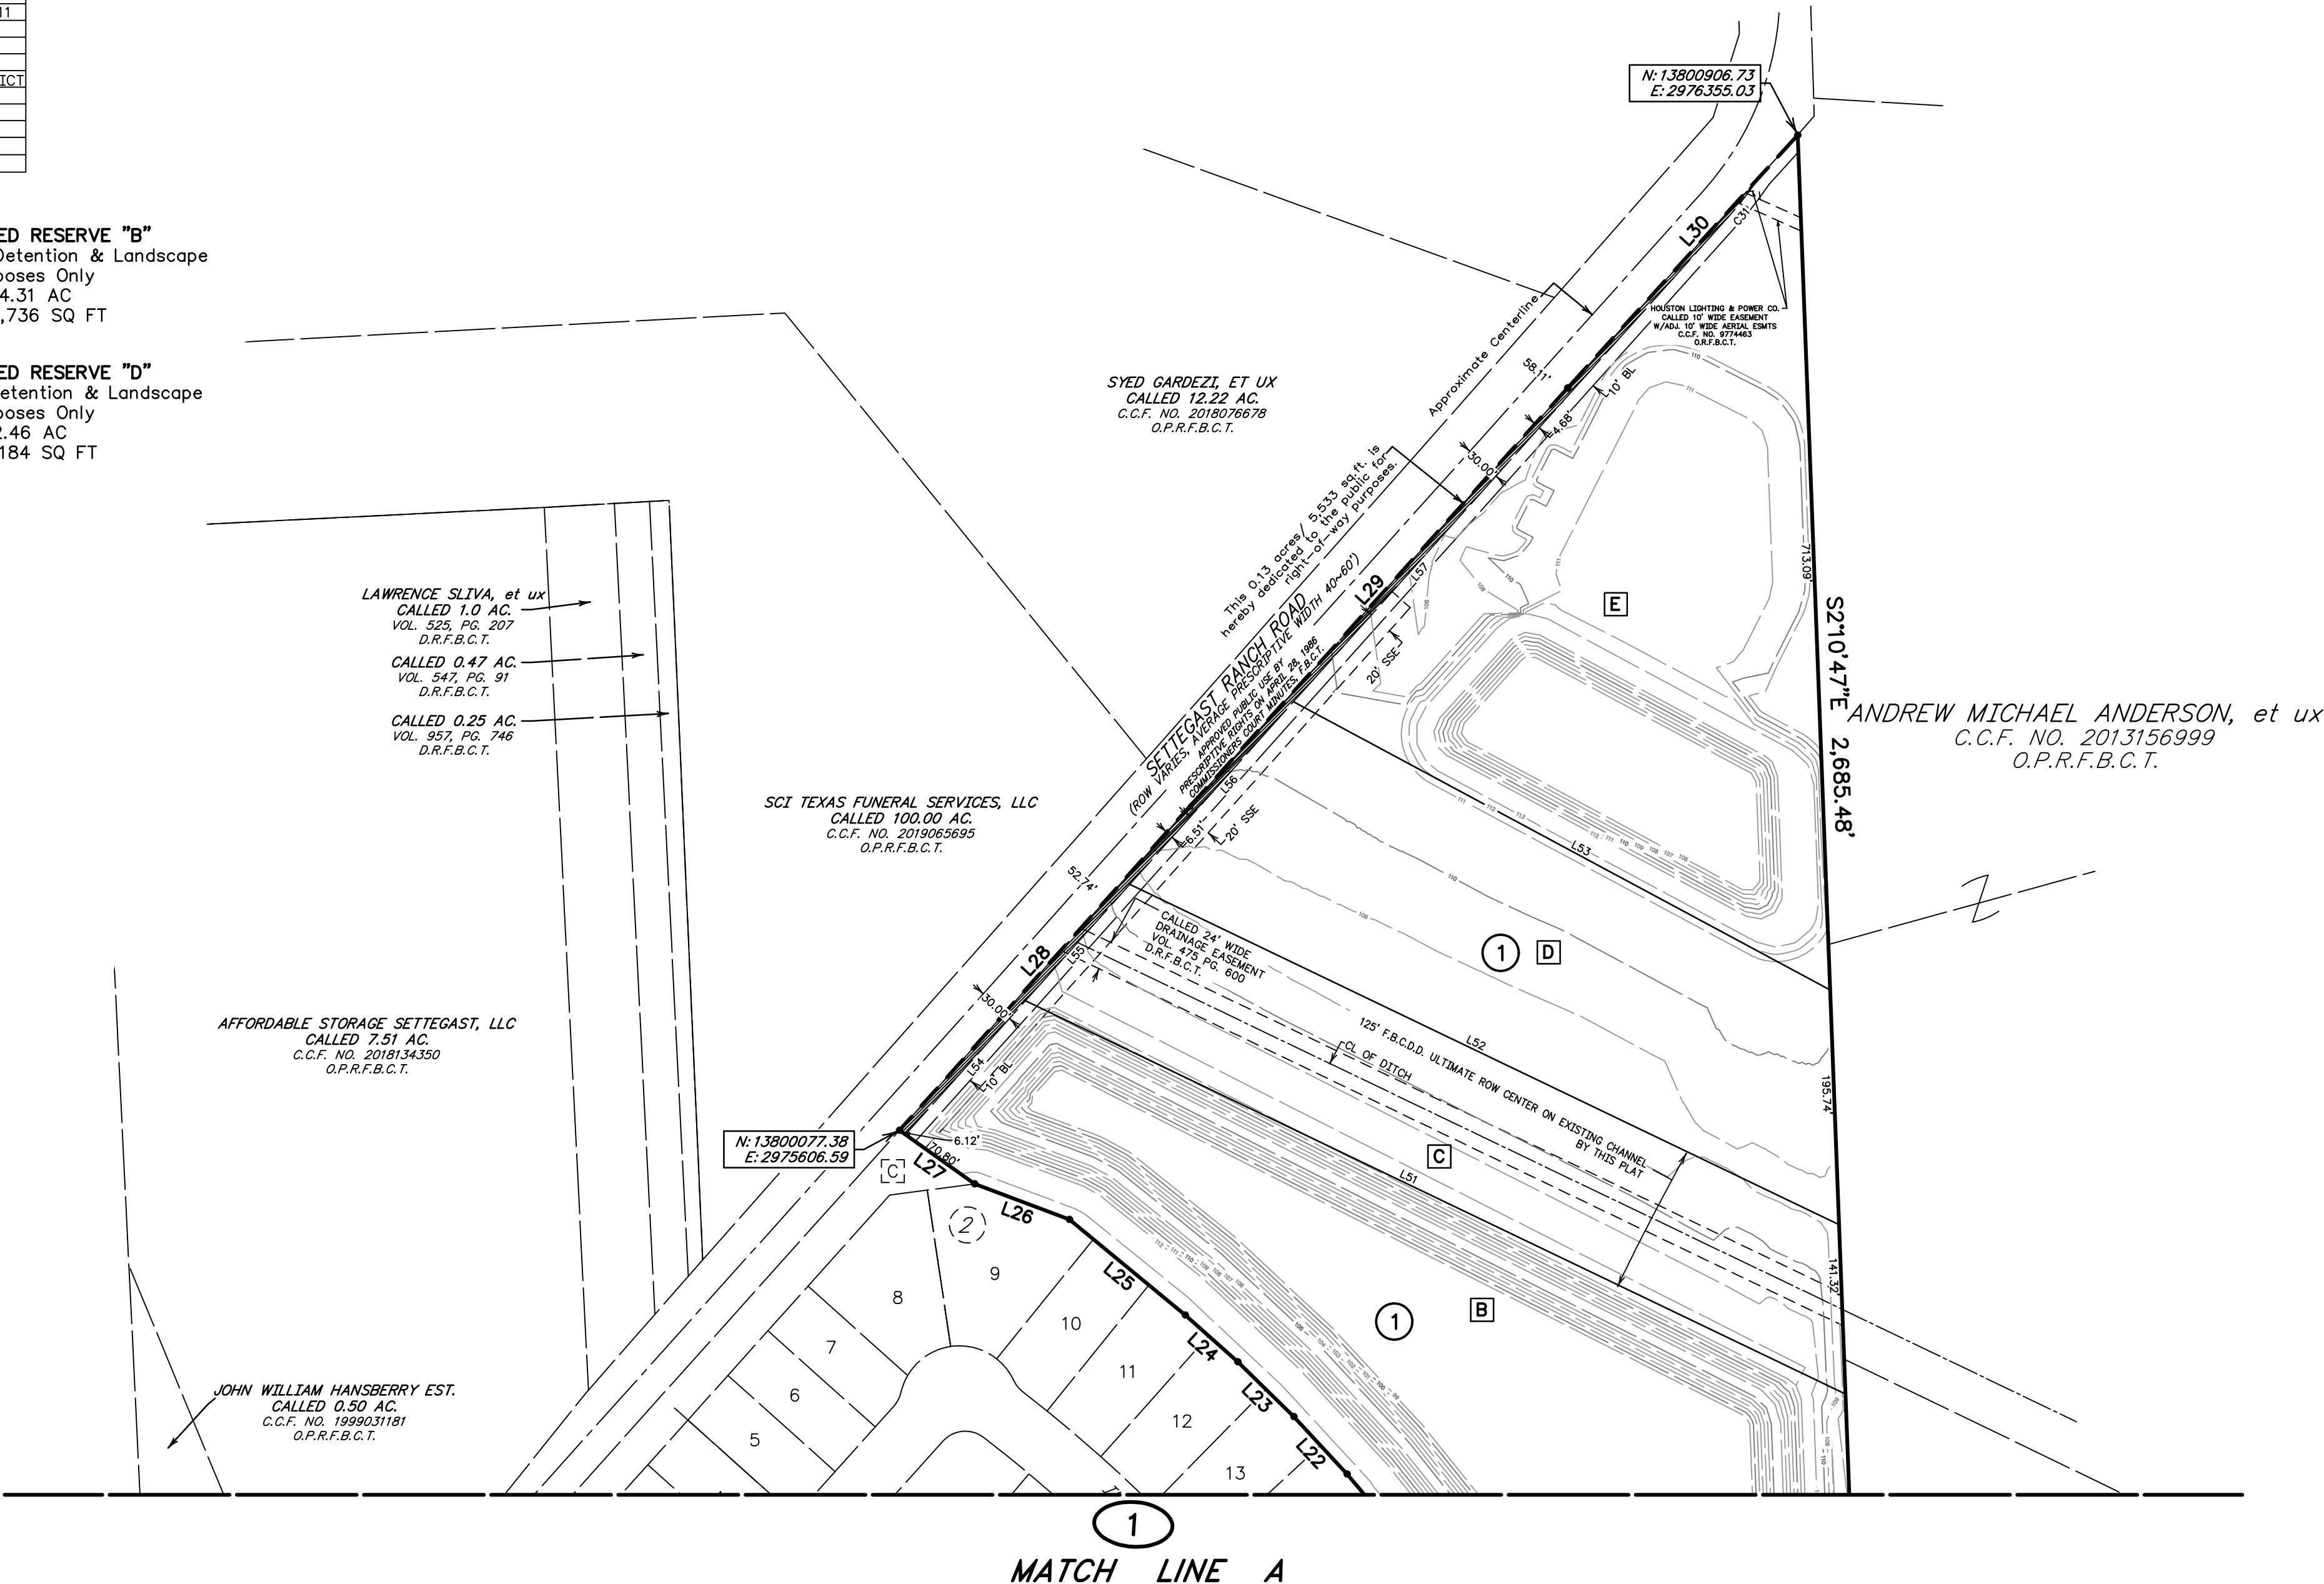 11
ICT
ED RESERVE "B"
Detention & Landscape
poses Only
4.31 AC
,736 SQ FT
ED RESERVE "D"
etention & Landscape
poses Only
2.46 AC
184 SQ FT
N: 13800906.73
E: 2976355.03
L30
C31
HOUSTON LIGHTING & POWER CO.
CALLED 10' WIDE EASEMENT
W/ADJ. 10' WIDE AERIAL ESMTS
C.C.F. NO. 9774463
O.R.F.B.C.T.
Approximate Centerline
58.11'
10' BL
4.68'
30.00'
110
111
SYED GARDEZI, ET UX
CALLED 12.22 AC.
C.C.F. NO. 2018076678
O.P.R.F.B.C.T.
This 0.13 acres/ 5,533 sq.ft. is
hereby dedicated to the public for
right-of-way purposes.
SETTEGAST RANCH ROAD
(ROW VARIES, AVERAGE PRESCRIPTIVE WIDTH 40~60')
APPROVED PUBLIC USE BY
PRESCRIPTIVE RIGHTS ON APRIL 28, 1986
COMMISSIONERS COURT MINUTES, F.B.C.T.
L29
L57
20' SSE
E
713.09'
S2°10'47"E 2,685.48'
ANDREW MICHAEL ANDERSON, et ux
C.C.F. NO. 2013156999
O.P.R.F.B.C.T.
LAWRENCE SLIVA, et ux
CALLED 1.0 AC.
VOL. 525, PG. 207
D.R.F.B.C.T.
CALLED 0.47 AC.
VOL. 547, PG. 91
D.R.F.B.C.T.
CALLED 0.25 AC.
VOL. 957, PG. 746
D.R.F.B.C.T.
SCI TEXAS FUNERAL SERVICES, LLC
CALLED 100.00 AC.
C.C.F. NO. 2019065695
O.P.R.F.B.C.T.
L56
6.51'
20' SSE
52.74'
L53
L28
L55
30.00'
CALLED 24' WIDE
DRAINAGE EASEMENT
VOL. 475 PG. 600
D.R.F.B.C.T.
1
D
195.74'
L52
125' F.B.C.D.D. ULTIMATE ROW CENTER ON EXISTING CHANNEL
BY THIS PLAT
CL OF DITCH
C
L51
141.32'
AFFORDABLE STORAGE SETTEGAST, LLC
CALLED 7.51 AC.
C.C.F. NO. 2018134350
O.P.R.F.B.C.T.
L54
10' BL
N: 13800077.38
E: 2975606.59
6.12'
70.80'
L27
C
L26
2
L25
L24
L23
L22
9
8
10
7
11
6
12
5
13
1
B
JOHN WILLIAM HANSBERRY EST.
CALLED 0.50 AC.
C.C.F. NO. 1999031181
O.P.R.F.B.C.T.
1
MATCH LINE A